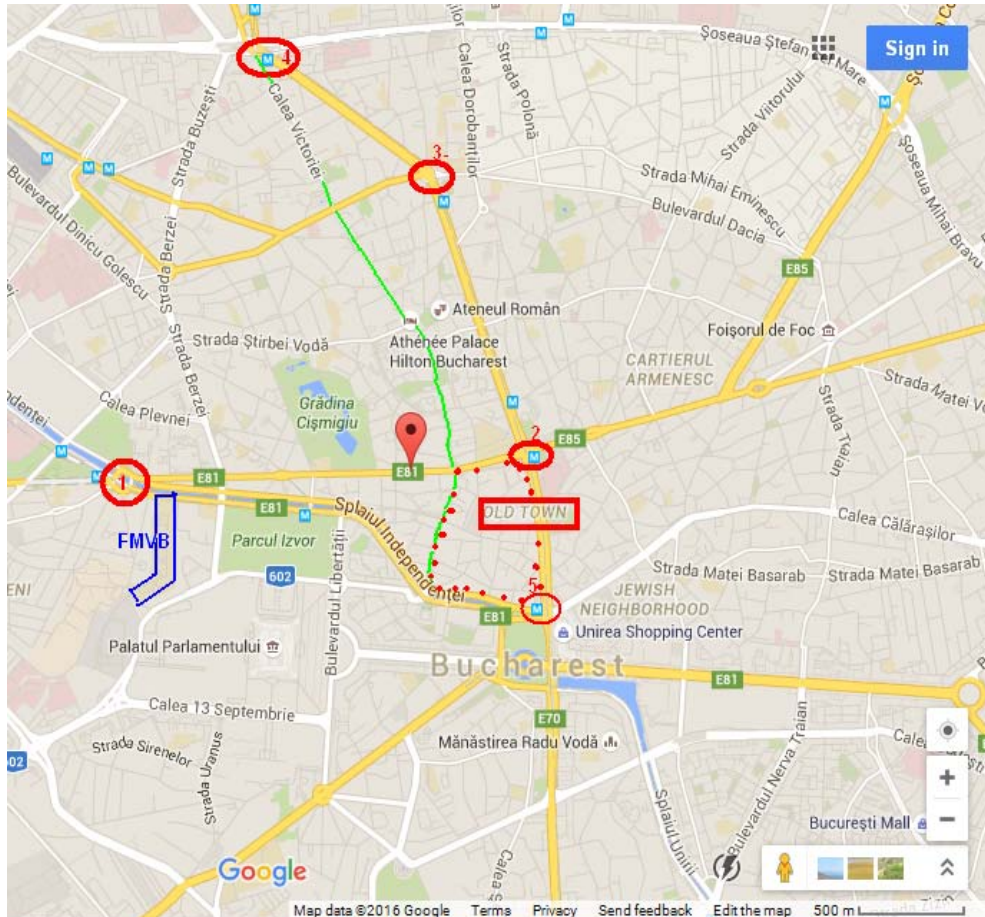 Sign in
4
Șoseaua Ștefan cel Mare
Calea Dorobanților
Strada Polonă
Strada Viitorului
Strada Buzești
Calea Victoriei
3-
Șoseaua Mihai Bravu
Strada Mihai Eminescu
Bulevardul Dacia
Bulevardul Dinicu Golescu
Strada Berzei
E85
Ateneul Român
Athénée Palace
Hilton Bucharest
Foișorul de Foc
Strada Știrbei Vodă
CARTIERUL
ARMENESC
Strada Berzei
Calea Plevnei
Grădina
Cișmigiu
Strada Matei
Strada Traian
2
E85
E81
E81
1
E81
OLD TOWN
Splaiul Independenței
FMVB
Parcul Izvor
Calea Călărașilor
602
Bulevardul Libertății
Strada Matei Basarab
Strada Matei Basarab
5
JEWISH
NEIGHBORHOOD
E81
Unirea Shopping Center
Palatul Parlamentului
Bucharest
E81
Calea 13 Septembrie
E70
Strada Sirenelor
Strada Uranus
Mănăstirea Radu Vodă
Bulevardul Nerva Traian
Splaiul Unirii
București Mall
Google
Map data ©2016 Google Terms Privacy Send feedback Edit the map 500 m